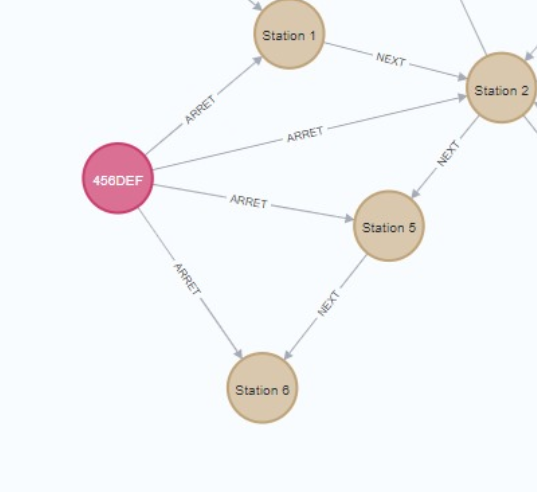 Station 1
NEXT
Station 2
ARRET
ARRET
NEXT
456DEF
ARRET
Station 5
ARRET
NEXT
Station 6